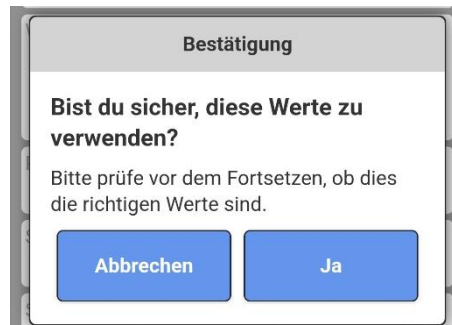 Bestätigung
Bist du sicher, diese Werte zu
verwenden?
Bitte prüfe vor dem Fortsetzen, ob dies
die richtigen Werte sind.
Abbrechen Ja